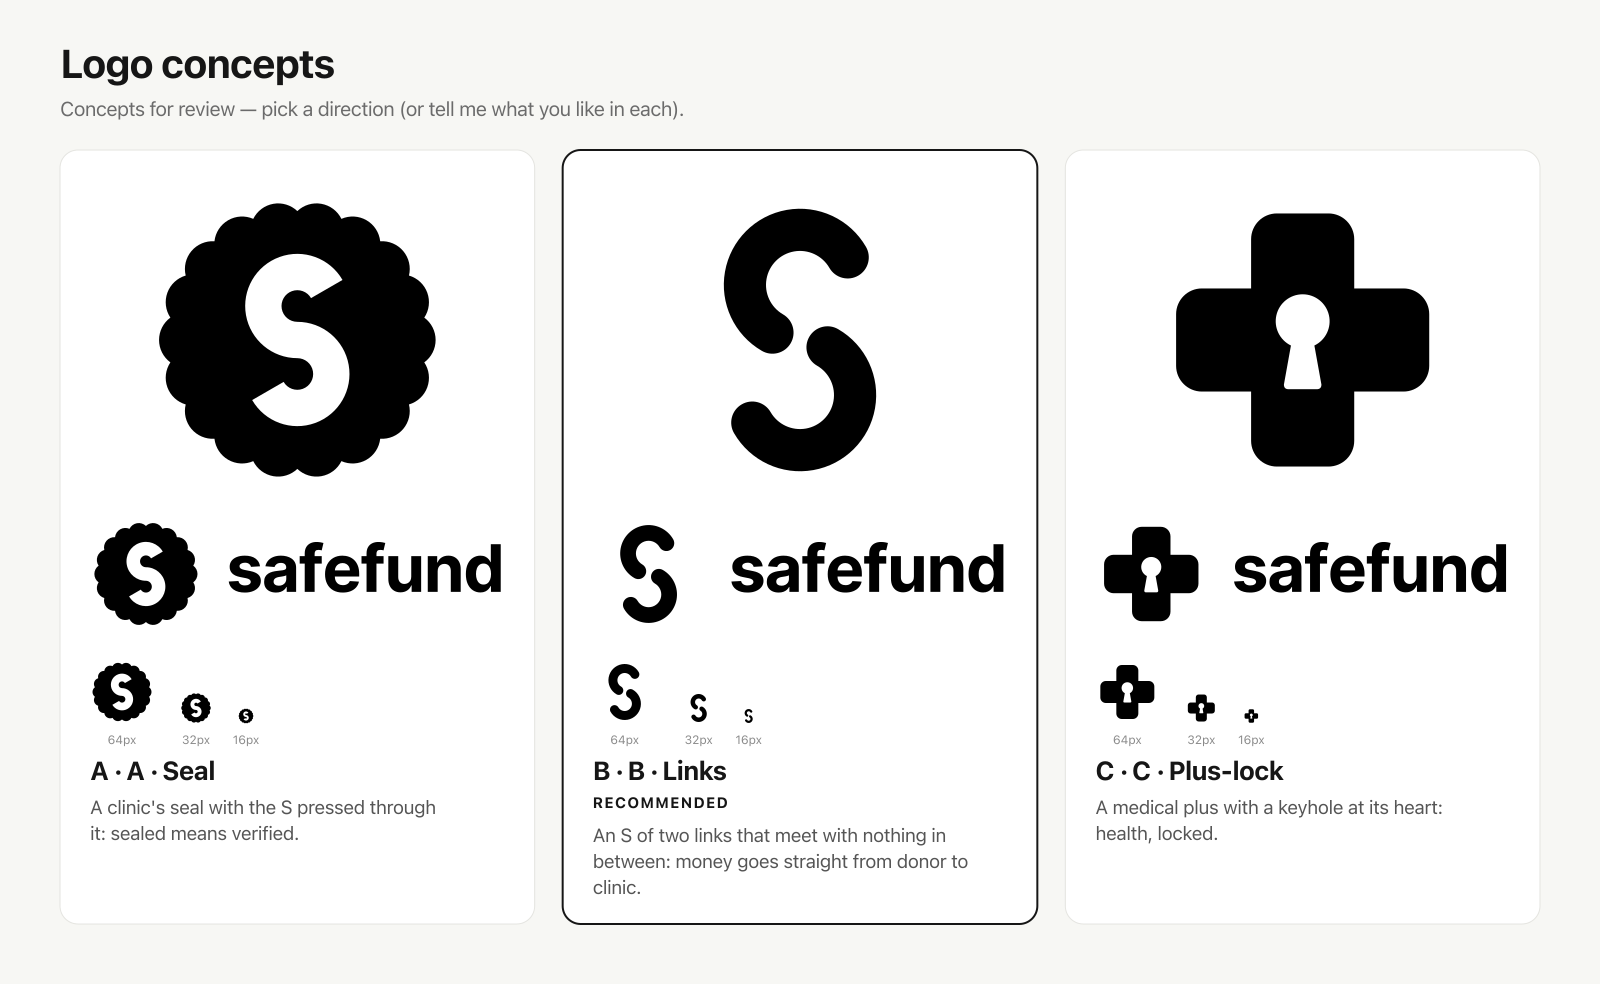 Logo concepts
Concepts for review — pick a direction (or tell me what you like in each).
S
safefund
S
S
S
S
64px
32px
16px
A · A · Seal
A clinic's seal with the S pressed through
it: sealed means verified.
S
safefund
S
S
S
S
64px
32px
16px
B · B · Links
RECOMMENDED
An S of two links that meet with nothing in
between: money goes straight from donor to
clinic.
safefund
64px
32px
16px
C · C · Plus-lock
A medical plus with a keyhole at its heart:
health, locked.